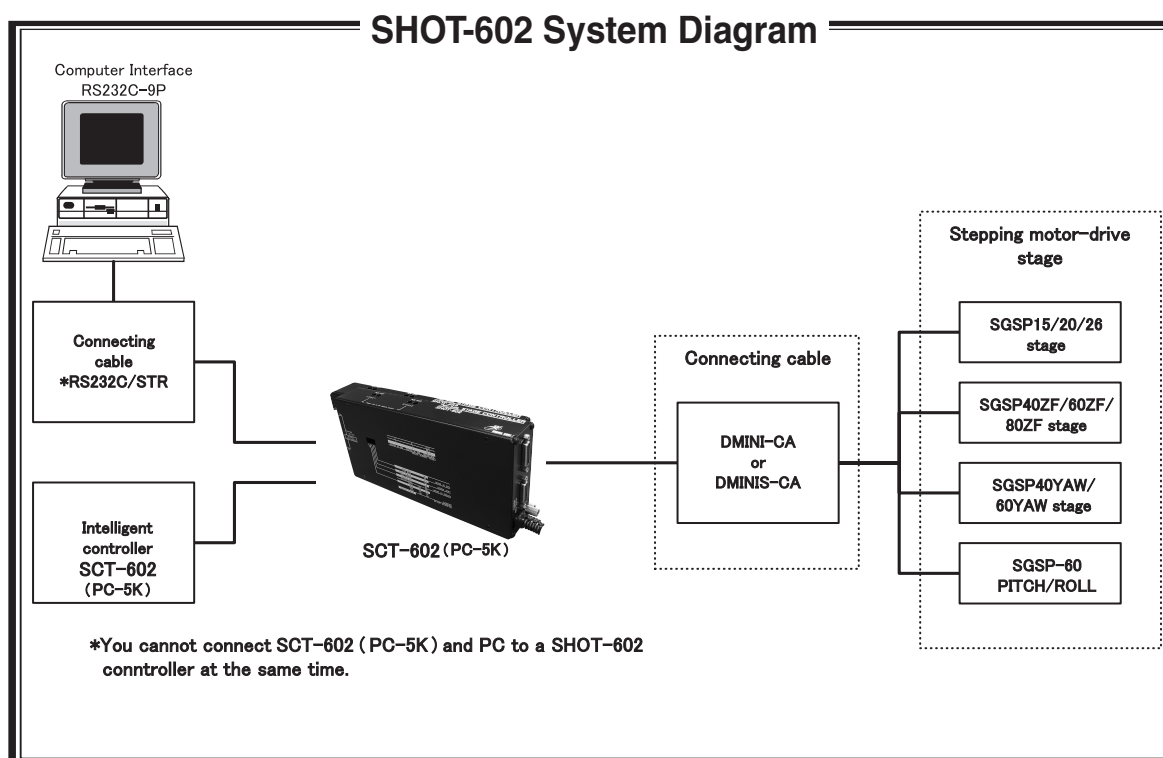 SHOT-602 System Diagram
Computer Interface
RS232C-9P
Connecting
cable
*RS232C/STR
Intelligent
controller
SCT-602
(PC-5K)
SCT-602(PC-5K)
Connecting cable
DMINI-CA
or
DMINIS-CA
Stepping motor-drive
stage
SGSP15/20/26
stage
SGSP40ZF/60ZF/
80ZF stage
SGSP40YAW/
60YAW stage
SGSP-60
PITCH/ROLL
*You cannot connect SCT-602 (PC-5K) and PC to a SHOT-602
conntroller at the same time.